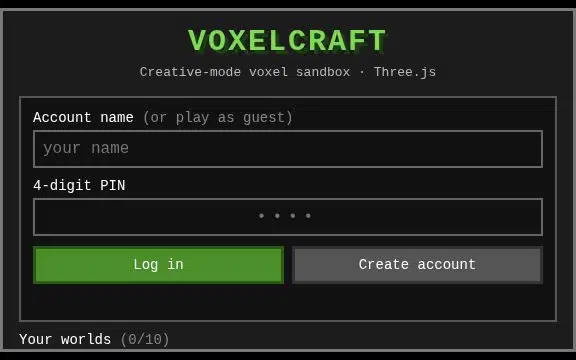 VOXELCRAFT
Creative-mode voxel sandbox · Three.js
Account name (or play as guest)
your name
4-digit PIN
••••
Log in
Create account
Your worlds (0/10)